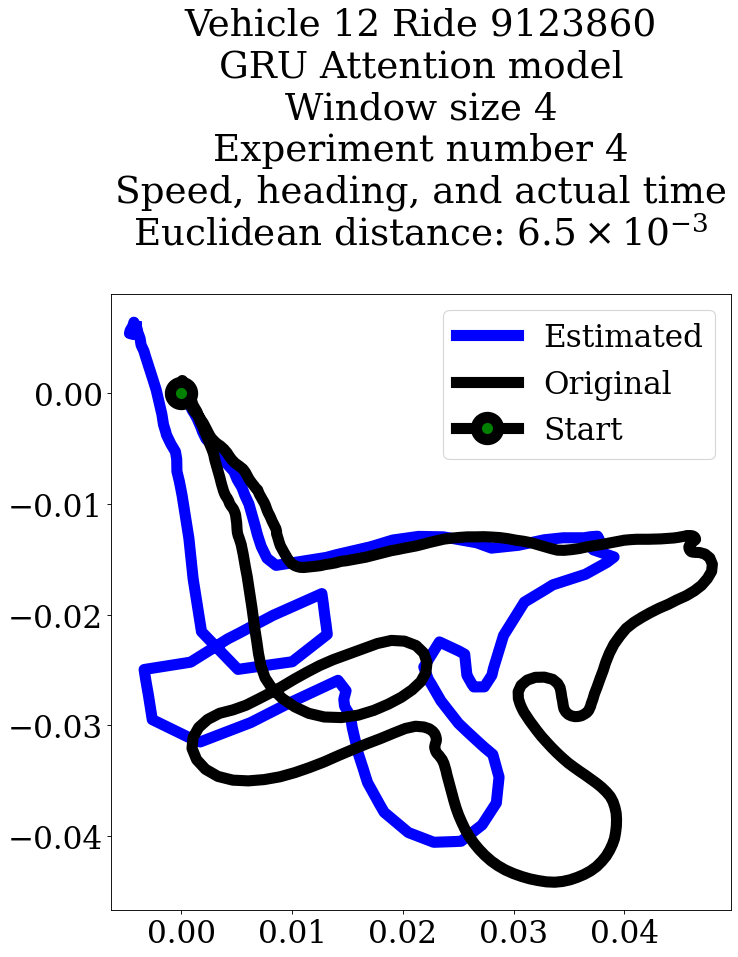 Vehicle 12 Ride 9123860
GRU Attention model
Window size 4
Experiment number 4
Speed, heading, and actual time
Euclidean distance: 6.5 × 10⁻³
Estimated
Original
Start
0.00
−0.01
−0.02
−0.03
−0.04
0.00 0.01 0.02 0.03 0.04